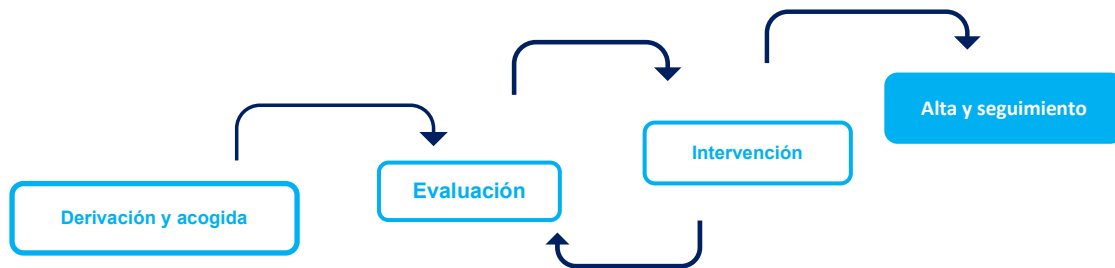 Derivación y acogida
Evaluación
Intervención
Alta y seguimiento